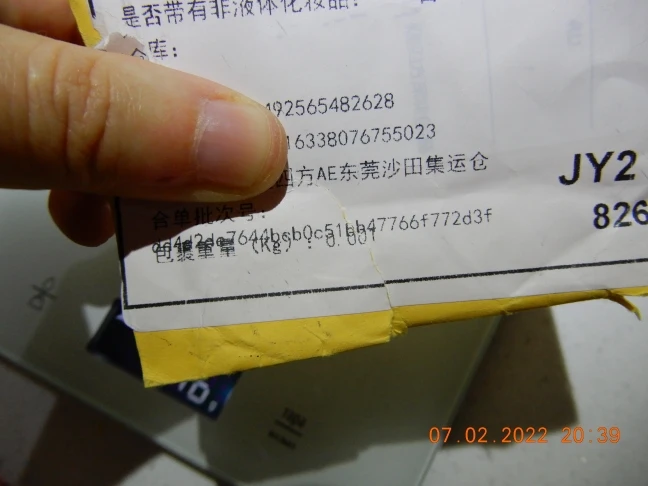 是否带有非液体化妆品:
仓库:
492565482628
16338076755023
四方AE东莞沙田集运仓
JY2
合单批次号:
826
包裹重量 (Kg) : 0.001
07.02.2022 20:39